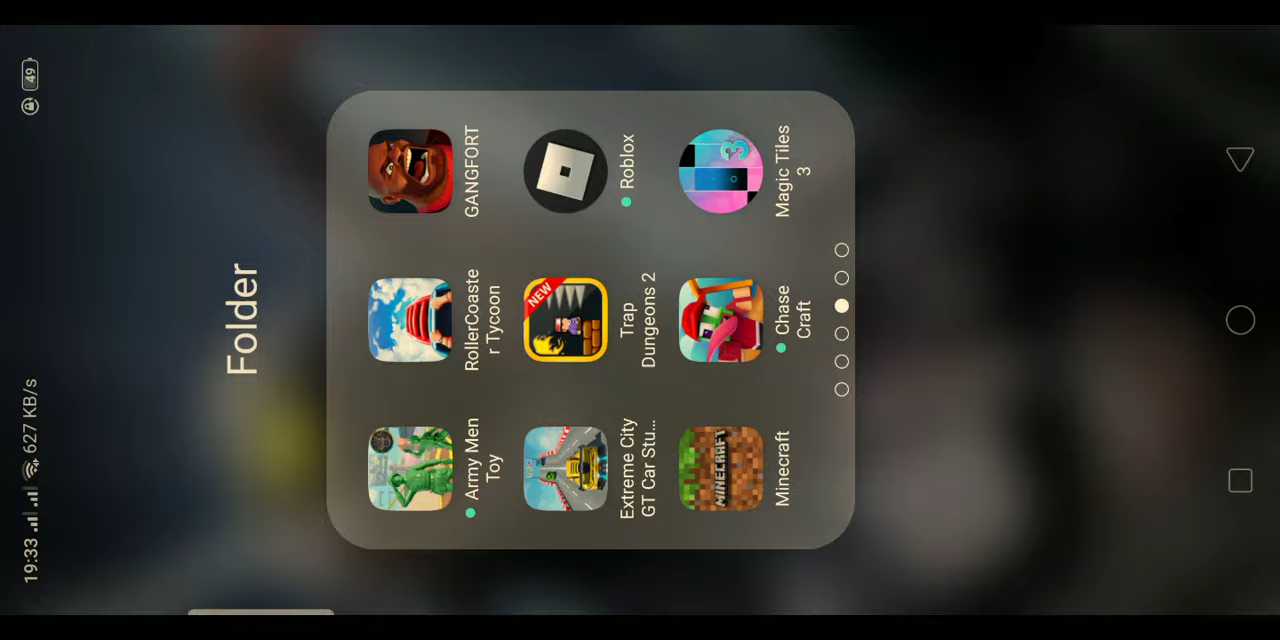 19:33 627 KB/s 49
Folder
Army Men
Toy
RollerCoaste
r Tycoon
GANGFORT
NEW
Extreme City
GT Car Stu...
Trap
Dungeons 2
Roblox
MINECRAFT
3
Minecraft
Chase
Craft
Magic Tiles
3